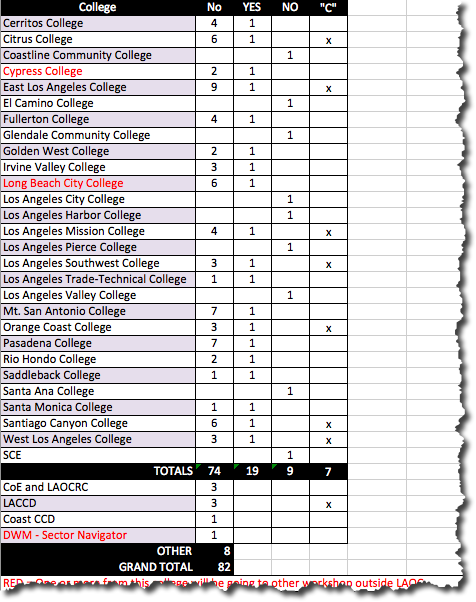 College No YES NO "C"
Cerritos College 4 1
Citrus College 6 1 x
Coastline Community College 1
Cypress College 2 1
East Los Angeles College 9 1 x
El Camino College 1
Fullerton College 4 1
Glendale Community College 1
Golden West College 2 1
Irvine Valley College 3 1
Long Beach City College 6 1
Los Angeles City College 1
Los Angeles Harbor College 1
Los Angeles Mission College 4 1 x
Los Angeles Pierce College 1
Los Angeles Southwest College 3 1 x
Los Angeles Trade-Technical College 1 1
Los Angeles Valley College 1
Mt. San Antonio College 7 1
Orange Coast College 3 1 x
Pasadena College 7 1
Rio Hondo College 2 1
Saddleback College 1 1
Santa Ana College 1
Santa Monica College 1 1
Santiago Canyon College 6 1 x
West Los Angeles College 3 1 x
SCE 1
TOTALS 74 19 9 7
CoE and LAOCRC 3
LACCD 3 x
Coast CCD 1
DWM - Sector Navigator 1
OTHER 8
GRAND TOTAL 82
RED - One or more from this college will be going to other workshop outside